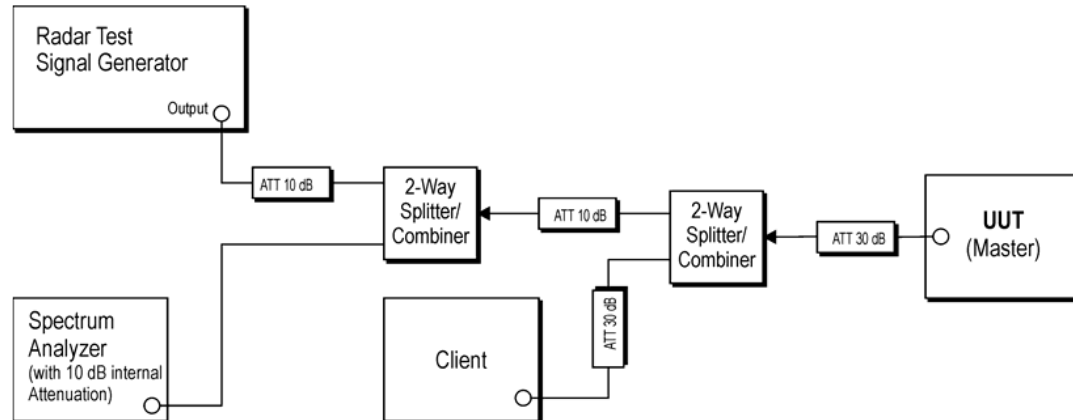 Radar Test
Signal Generator
Output
ATT 10 dB
2-Way
Splitter/
Combiner
ATT 10 dB
2-Way
Splitter/
Combiner
ATT 30 dB
UUT
(Master)
ATT 30 dB
Spectrum
Analyzer
(with 10 dB internal
Attenuation)
Client